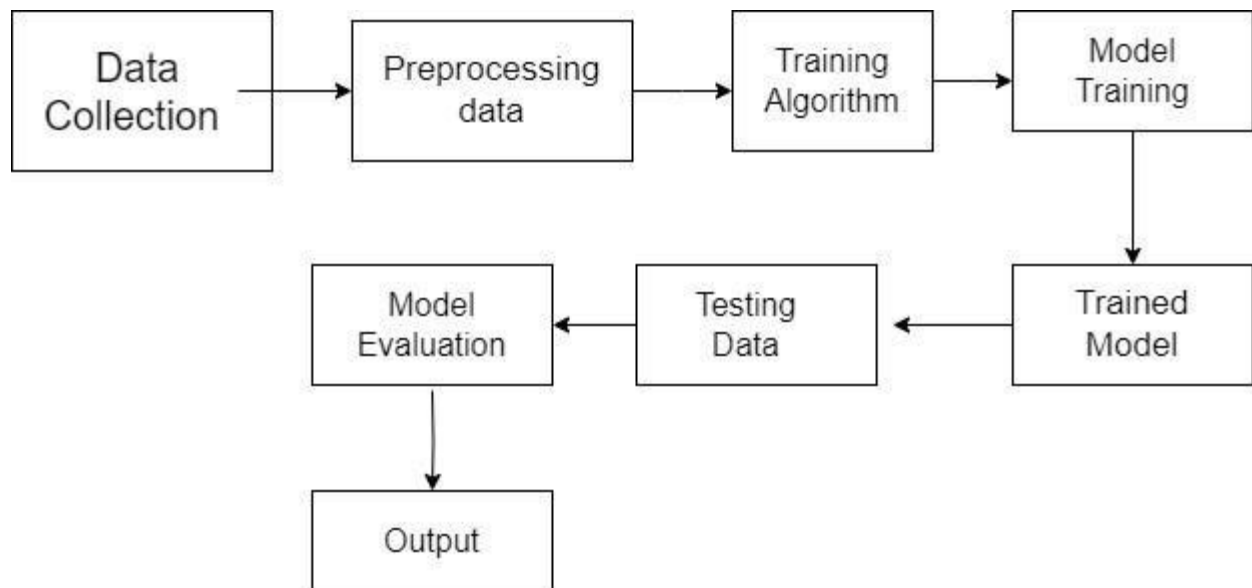 Data
Collection
Preprocessing
data
Training
Algorithm
Model
Training
Trained
Model
Testing
Data
Model
Evaluation
Output